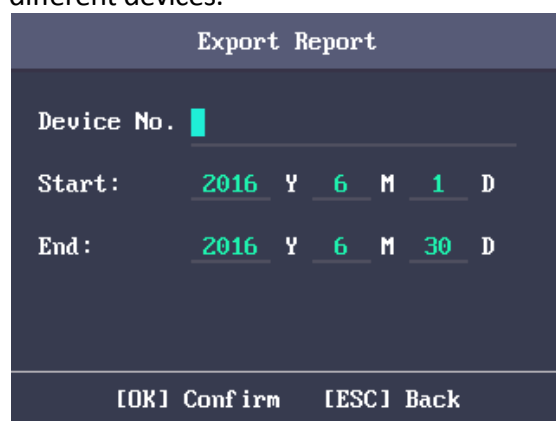 different devices.
Export Report
Device No.
Start: 2016 Y 6 M 1 D
End: 2016 Y 6 M 30 D
[OK] Confirm [ESC] Back